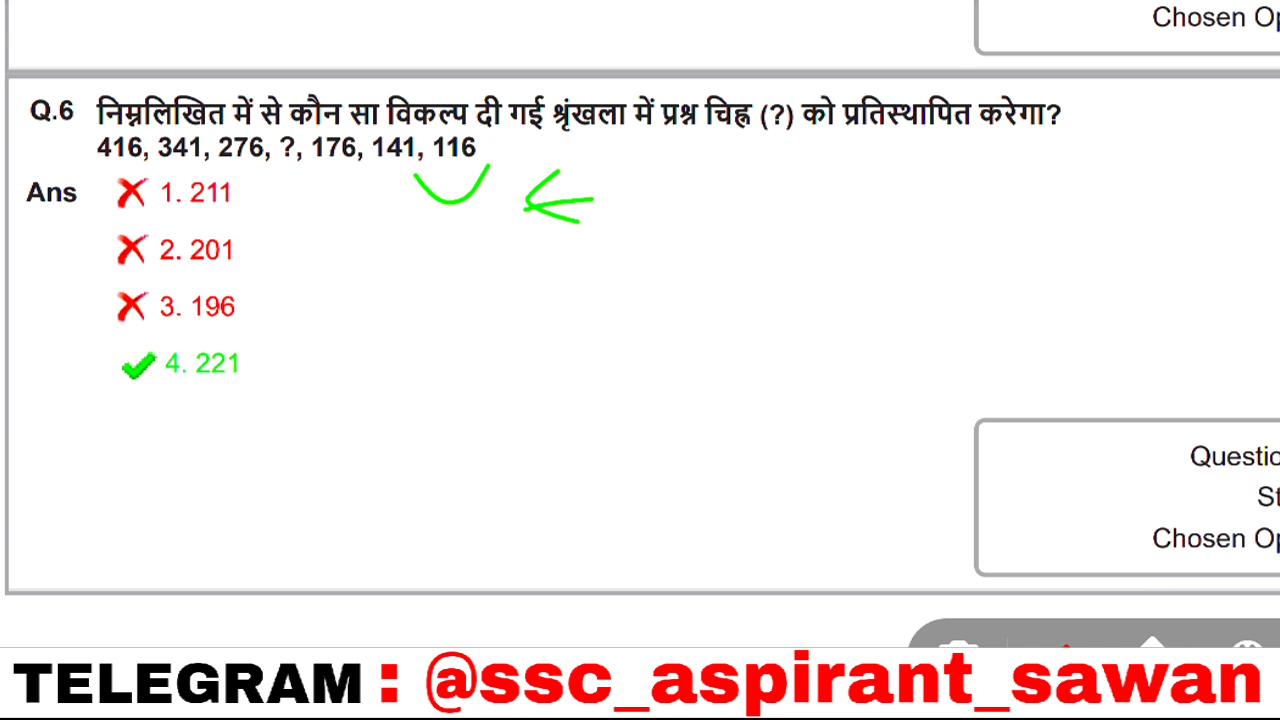 Chosen Op
Q.6 निम्नलिखित में से कौन सा विकल्प दी गई श्रृंखला में प्रश्न चिह्न (?) को प्रतिस्थापित करेगा?
416, 341, 276, ?, 176, 141, 116
Ans 1. 211
2. 201
3. 196
4. 221
Questio
St
Chosen Op
TELEGRAM : @ssc_aspirant_sawan